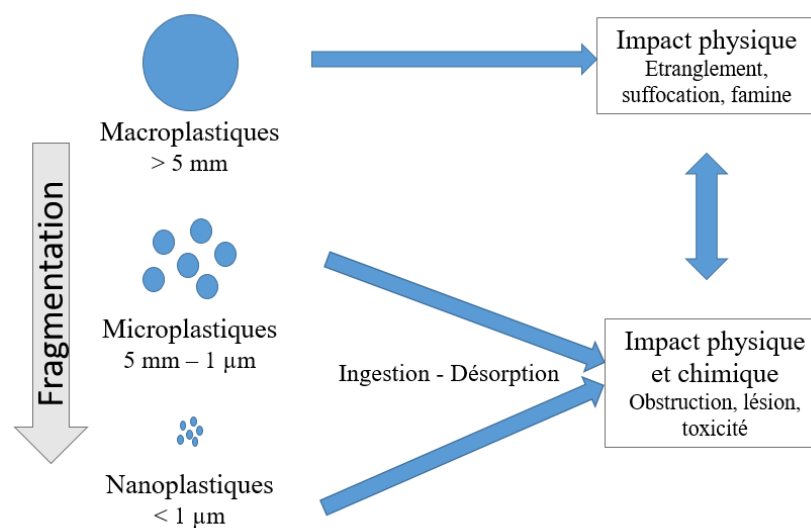 Impact physique
Etranglement,
suffocation, famine
Macroplastiques
> 5 mm
Fragmentation
Microplastiques
5 mm – 1 µm
Ingestion - Désorption
Impact physique
et chimique
Obstruction, lésion,
toxicité
Nanoplastiques
< 1 µm